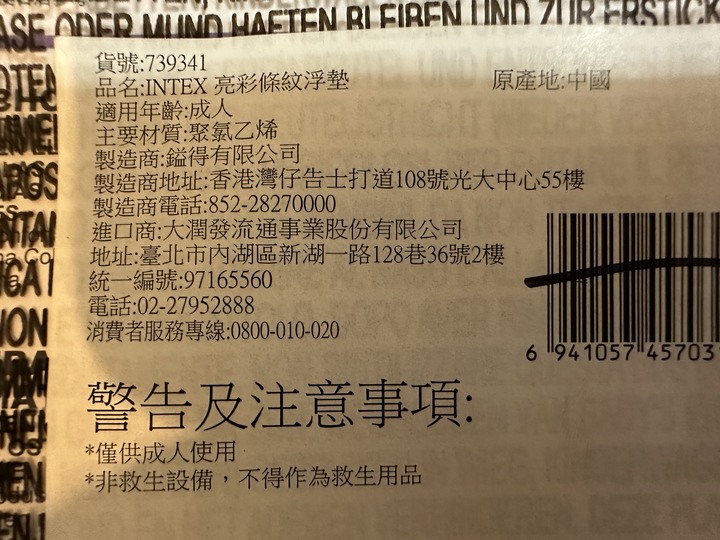 ASE ODER MUND HAFTEN BLEIBEN UND ZUR ERSTICK
貨號:739341
品名:INTEX 亮彩條紋浮墊 原產地:中國
適用年齡:成人
主要材質:聚氯乙烯
製造商:鎰得有限公司
製造商地址:香港灣仔告士打道108號光大中心55樓
製造商電話:852-28270000
進口商:大潤發流通事業股份有限公司
地址:臺北市內湖區新湖一路128巷36號2樓
統一編號:97165560
電話:02-27952888
消費者服務專線:0800-010-020
6 941057 45703
警告及注意事項:
*僅供成人使用
*非救生設備，不得作為救生用品